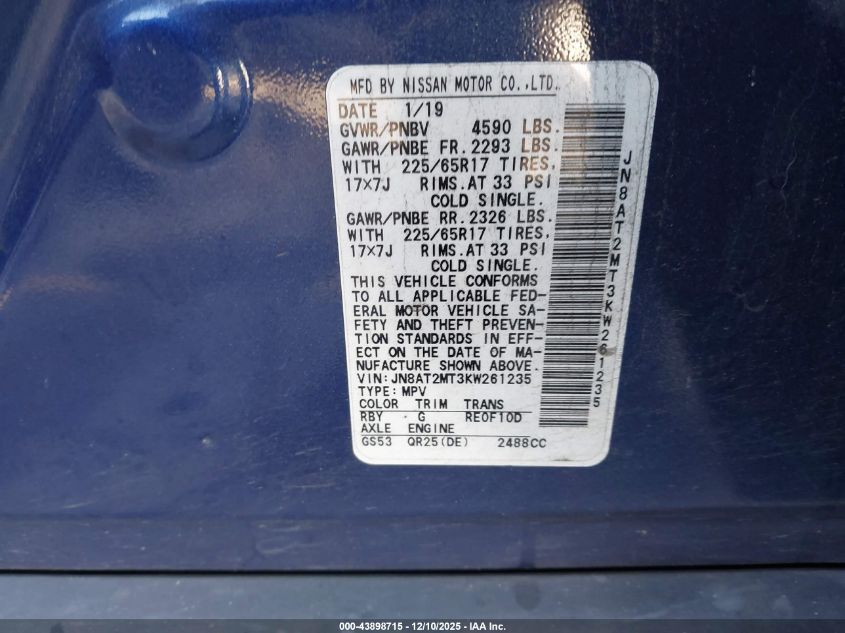 MFD BY NISSAN MOTOR CO.,LTD.
DATE 1/19
GVWR/PNBV 4590 LBS.
GAWR/PNBE FR. 2293 LBS.
WITH 225/65R17 TIRES,
17×7J RIMS. AT 33 PSI
COLD SINGLE.
GAWR/PNBE RR. 2326 LBS.
WITH 225/65R17 TIRES,
17×7J RIMS. AT 33 PSI
COLD SINGLE.
THIS VEHICLE CONFORMS
TO ALL APPLICABLE FED-
ERAL MOTOR VEHICLE SA-
FETY AND THEFT PREVEN-
TION STANDARDS IN EFF-
ECT ON THE DATE OF MA-
NUFACTURE SHOWN ABOVE.
VIN: JN8AT2MT3KW261235
TYPE: MPV
COLOR TRIM TRANS
RBY G RE0F10D
AXLE ENGINE
GS53 QR25(DE) 2488CC
JN8AT2MT3KW261235
000-43898715 - 12/10/2025 - IAA Inc.